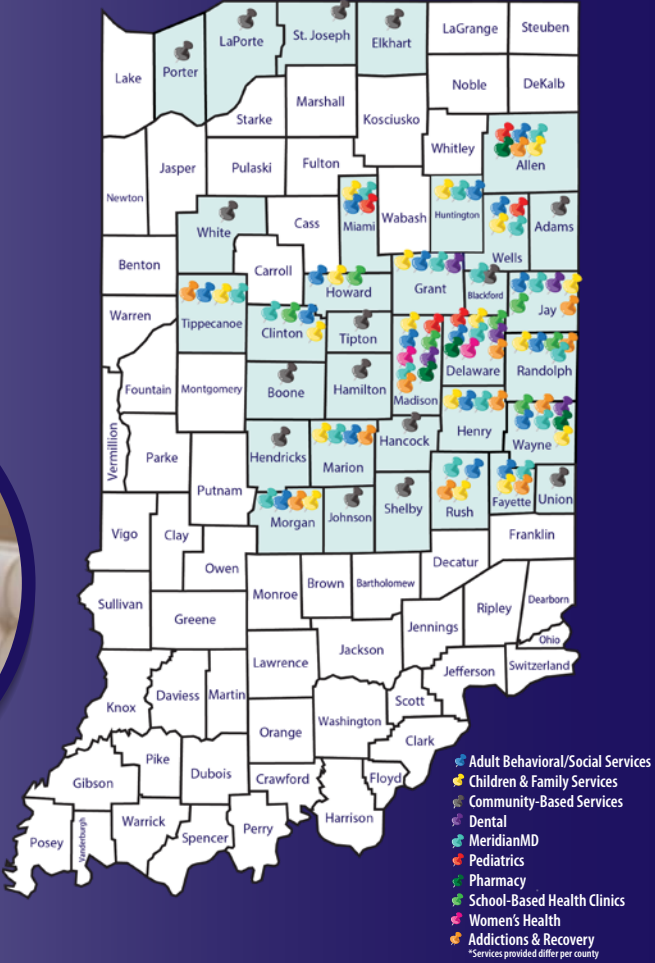 LaGrange
Steuben
St. Joseph
LaPorte
Elkhart
Porter
Lake
Noble
DeKalb
Marshall
Starke
Kosciusko
Whitley
Allen
Fulton
Jasper
Pulaski
Newton
Huntington
Miami
Wabash
Cass
White
Adams
Wells
Benton
Carroll
Grant
Howard
Blackford
Jay
Warren
Tippecanoe
Clinton
Tipton
Delaware
Randolph
Fountain
Montgomery
Boone
Hamilton
Madison
Henry
Hancock
Wayne
Vermillion
Parke
Hendricks
Marion
Putnam
Union
Fayette
Rush
Shelby
Johnson
Morgan
Vigo
Clay
Franklin
Owen
Decatur
Brown
Bartholomew
Monroe
Sullivan
Dearborn
Ripley
Greene
Jennings
Ohio
Jackson
Lawrence
Switzerland
Jefferson
Knox
Daviess
Martin
Scott
Washington
Orange
Clark
Pike
Dubois
Gibson
Crawford
Floyd
Harrison
Warrick
Perry
Spencer
Posey
Vanderburgh
Adult Behavioral/Social Services
Children & Family Services
Community-Based Services
Dental
MeridianMD
Pediatrics
Pharmacy
School-Based Health Clinics
Women's Health
Addictions & Recovery
*Services provided differ per county